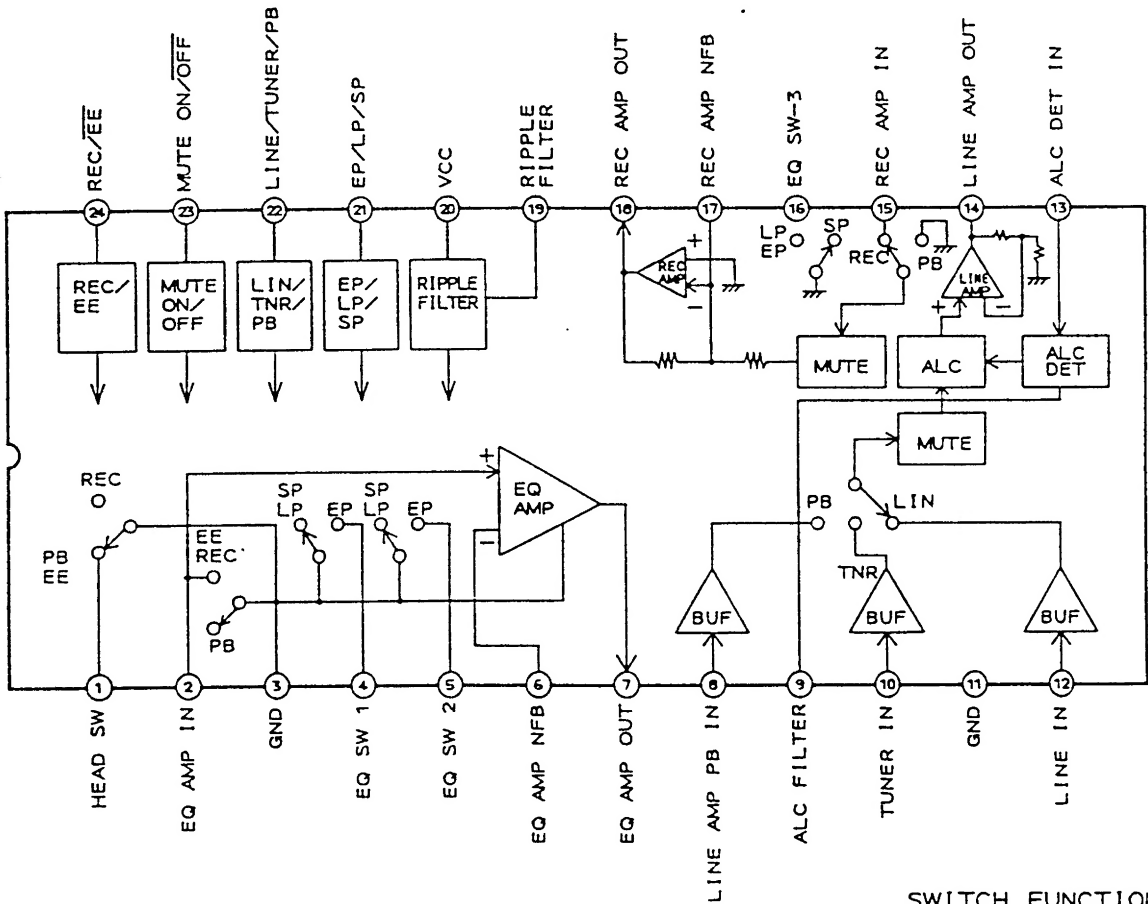 REC/EE
MUTE ON/OFF
LINE/TUNER/PB
EP/LP/SP
VCC
RIPPLE
FILTER
REC AMP OUT
REC AMP NFB
EQ SW-3
REC AMP IN
LINE AMP OUT
ALC DET IN
24
23
22
21
20
19
18
17
16
15
14
13
REC/
EE
MUTE
ON/
OFF
LIN/
TNR/
PB
EP/
LP/
SP
RIPPLE
FILTER
+
REC
AMP
−
LP
EP
SP
REC
PB
LINE
AMP
+
−
MUTE
ALC
ALC
DET
MUTE
REC
PB
EE
EE
REC
PB
SP
LP
EP
SP
LP
EP
+
EQ
AMP
−
PB
LIN
TNR
BUF
BUF
BUF
1
2
3
4
5
6
7
8
9
10
11
12
HEAD SW
EQ AMP IN
GND
EQ SW 1
EQ SW 2
EQ AMP NFB
EQ AMP OUT
LINE AMP PB IN
ALC FILTER
TUNER IN
GND
LINE IN
SWITCH FUNCTION